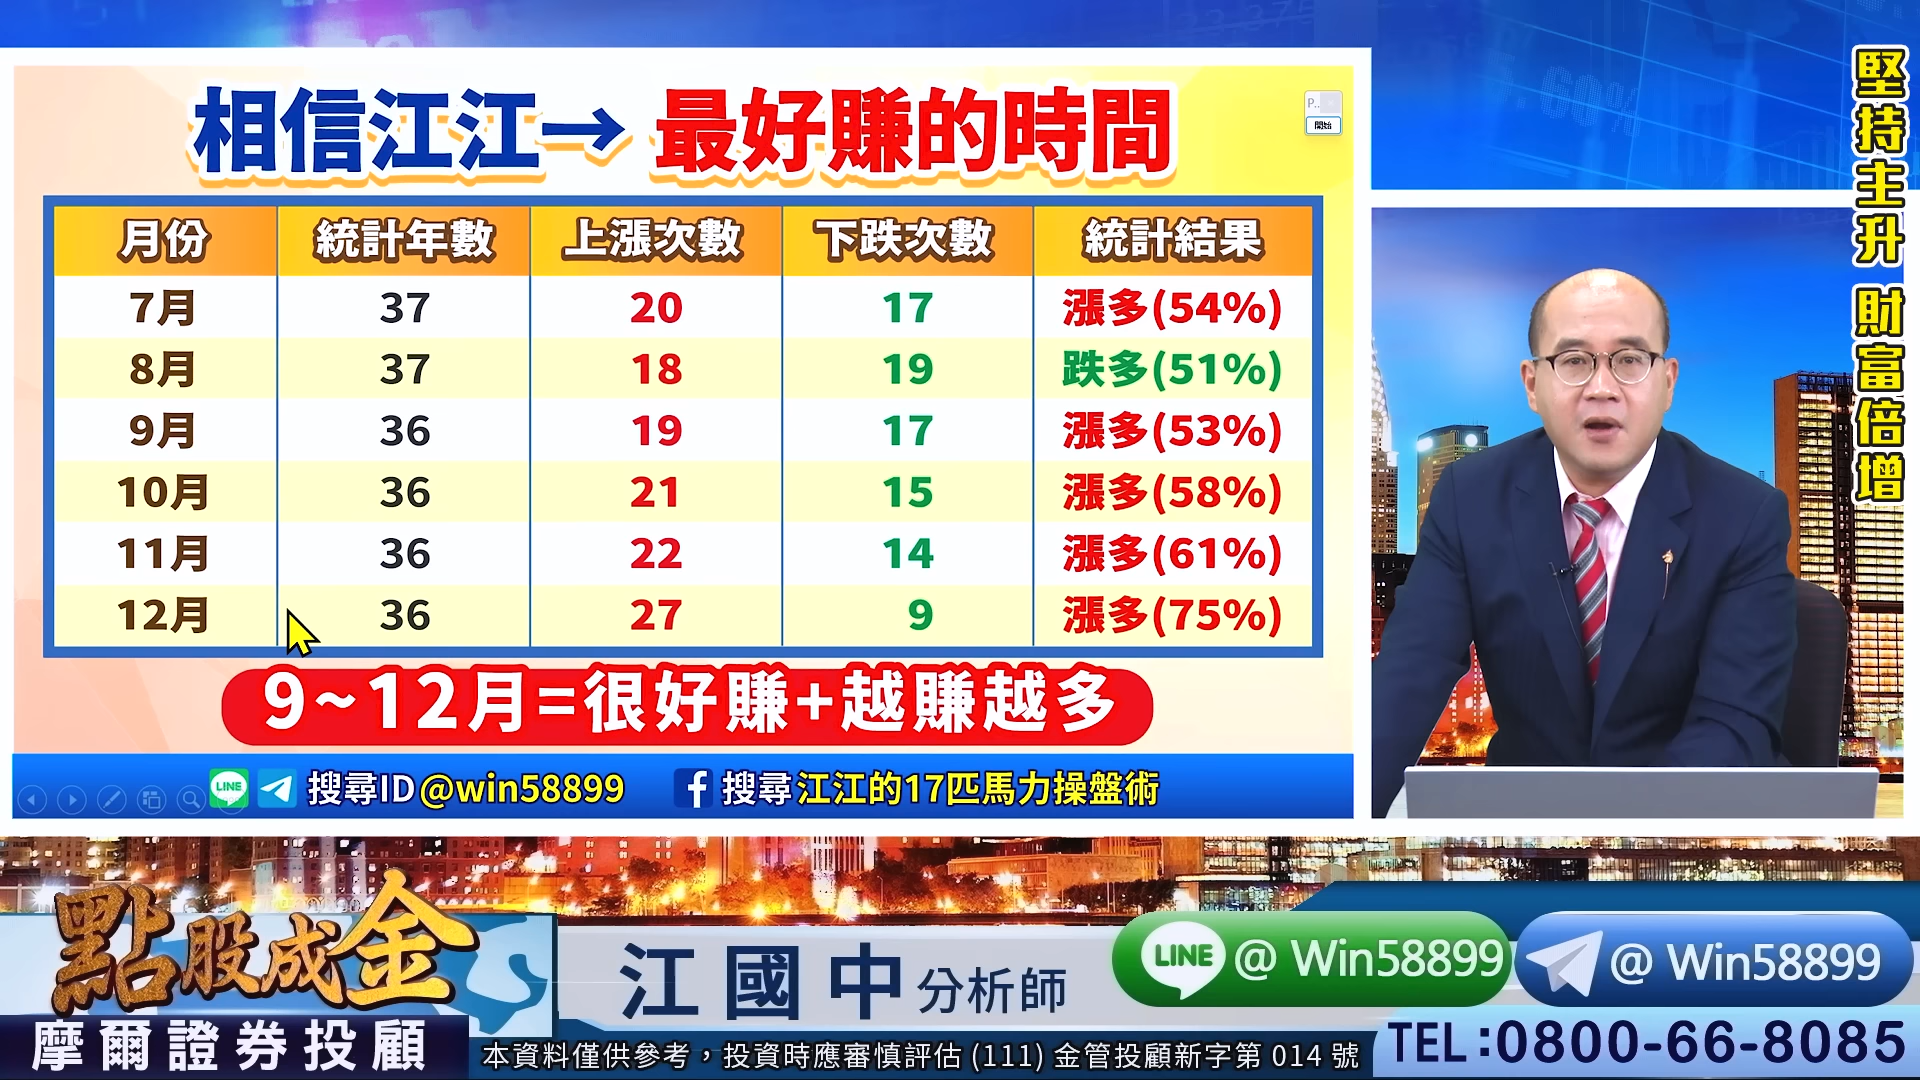 相信江江→最好賺的時間
P..
開始
月份 統計年數 上漲次數 下跌次數 統計結果
7月 37 20 17 漲多(54%)
8月 37 18 19 跌多(51%)
9月 36 19 17 漲多(53%)
10月 36 21 15 漲多(58%)
11月 36 22 14 漲多(61%)
12月 36 27 9 漲多(75%)
9~12月=很好賺+越賺越多
LINE 搜尋ID@win58899 f 搜尋江江的17匹馬力操盤術
堅持主升 財富倍增
點股成金
摩爾證券投顧
江國中分析師
LINE @ Win58899
@ Win58899
TEL:0800-66-8085
本資料僅供參考，投資時應審慎評估 (111) 金管投顧新字第 014 號